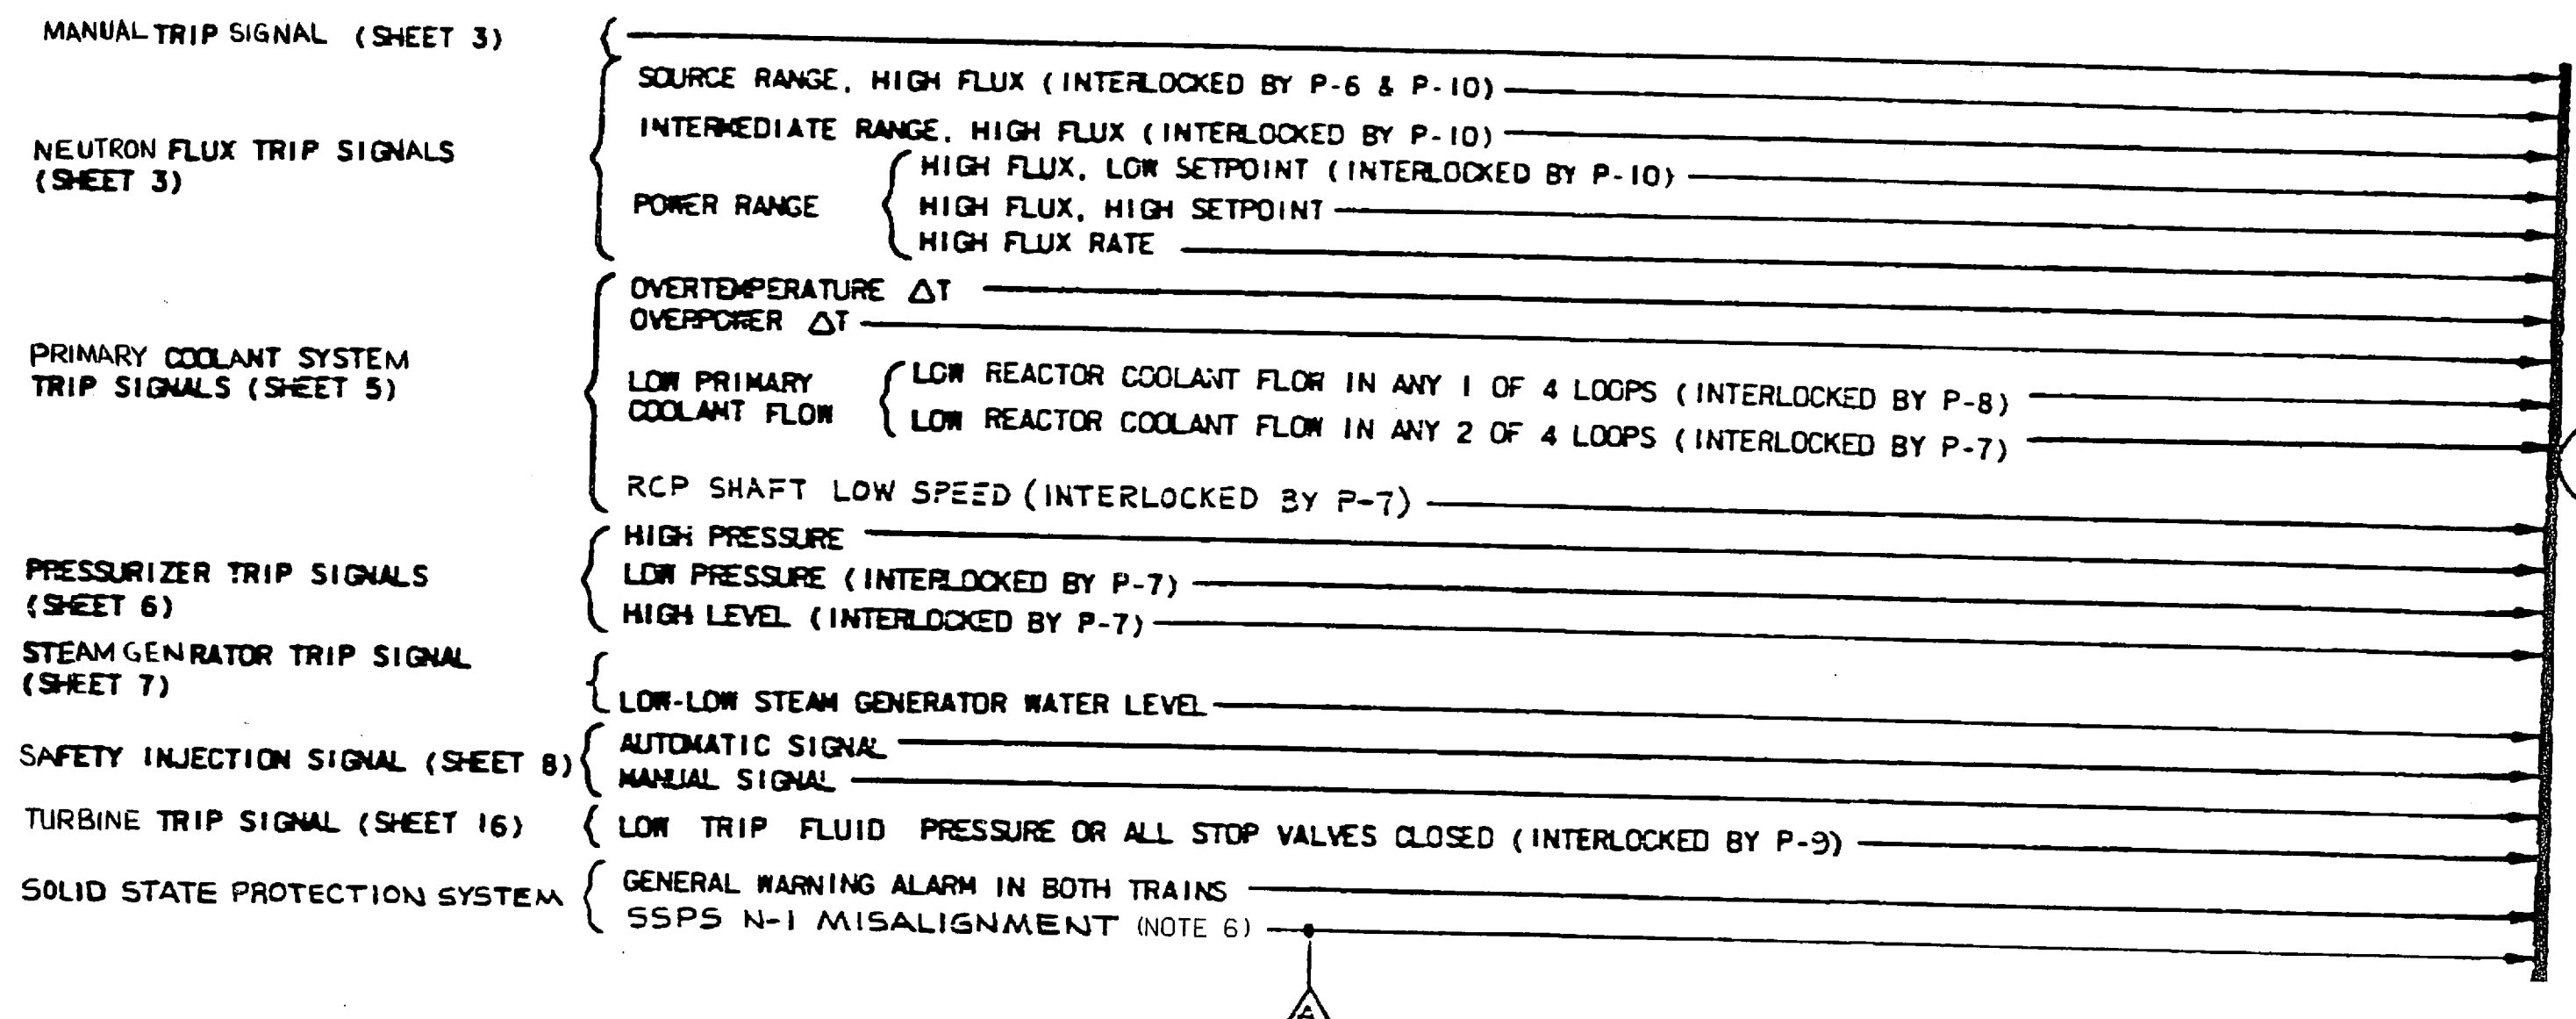 MANUAL TRIP SIGNAL (SHEET 3)
SOURCE RANGE, HIGH FLUX (INTERLOCKED BY P-6 & P-10)
INTERMEDIATE RANGE, HIGH FLUX (INTERLOCKED BY P-10)
NEUTRON FLUX TRIP SIGNALS
(SHEET 3)
POWER RANGE
HIGH FLUX, LOW SETPOINT (INTERLOCKED BY P-10)
HIGH FLUX, HIGH SETPOINT
HIGH FLUX RATE
OVERTEMPERATURE ΔT
OVERPOWER ΔT
PRIMARY COOLANT SYSTEM
TRIP SIGNALS (SHEET 5)
LOW PRIMARY
COOLANT FLOW
LOW REACTOR COOLANT FLOW IN ANY 1 OF 4 LOOPS (INTERLOCKED BY P-8)
LOW REACTOR COOLANT FLOW IN ANY 2 OF 4 LOOPS (INTERLOCKED BY P-7)
RCP SHAFT LOW SPEED (INTERLOCKED BY P-7)
PRESSURIZER TRIP SIGNALS
(SHEET 6)
HIGH PRESSURE
LOW PRESSURE (INTERLOCKED BY P-7)
HIGH LEVEL (INTERLOCKED BY P-7)
STEAM GENRATOR TRIP SIGNAL
(SHEET 7)
LOW-LOW STEAM GENERATOR WATER LEVEL
SAFETY INJECTION SIGNAL (SHEET 8)
AUTOMATIC SIGNAL
MANUAL SIGNAL
TURBINE TRIP SIGNAL (SHEET 16)
LOW TRIP FLUID PRESSURE OR ALL STOP VALVES CLOSED (INTERLOCKED BY P-9)
SOLID STATE PROTECTION SYSTEM
GENERAL WARNING ALARM IN BOTH TRAINS
SSPS N-1 MISALIGNMENT (NOTE 6)